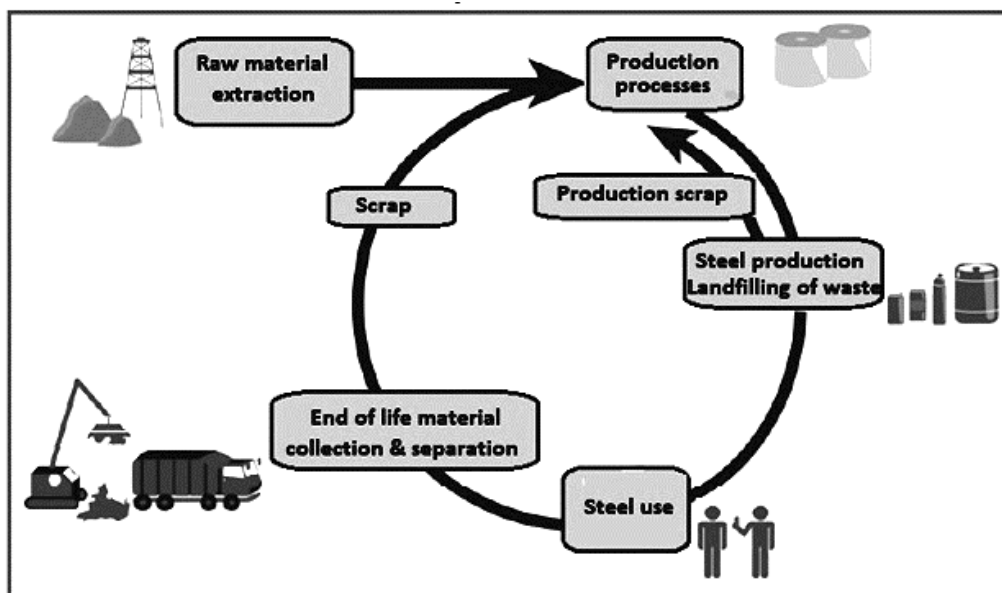 Raw material
extraction
Production
processes
Scrap
Production scrap
Steel production
Landfilling of waste
End of life material
collection & separation
Steel use